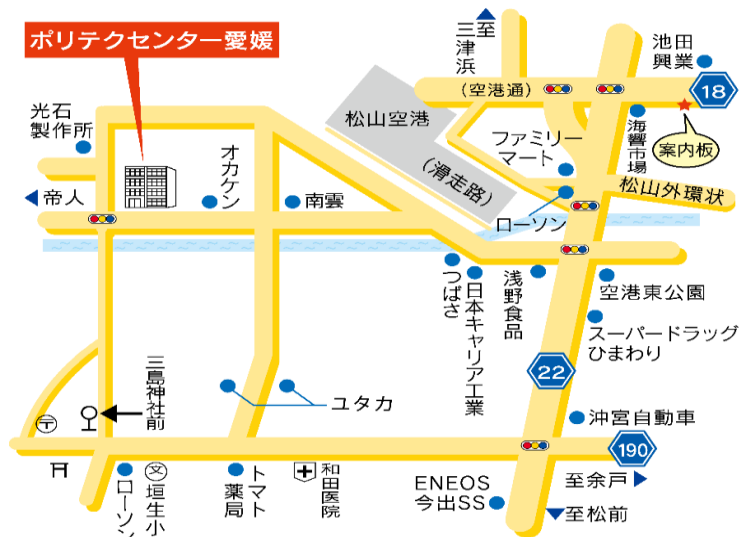 ポリテクセンター愛媛
至
三津浜
池田
興業
(空港通)
18
光石
製作所
松山空港
(滑走路)
ファミリー
マート
海響市場
案内板
オカケン
帝人
南雲
松山外環状
ローソン
つばさ
日本キャリア工業
浅野食品
空港東公園
スーパードラッグ
ひまわり
22
三島神社前
ユタカ
〒
沖宮自動車
190
ローソン
文
垣生小
トマト
薬局
和田医院
ENEOS
今出SS
至余戸
至松前